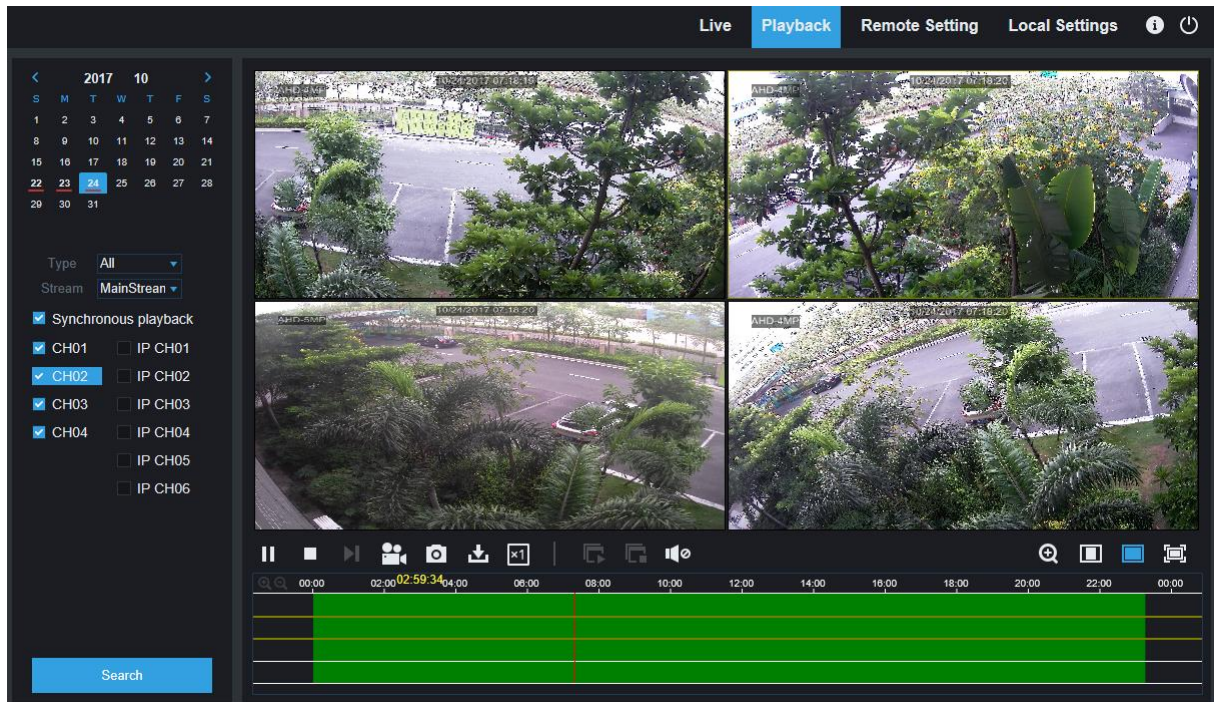 Live Playback Remote Setting Local Settings
2017 10
S M T W T F S
1 2 3 4 5 6 7
8 9 10 11 12 13 14
15 16 17 18 19 20 21
22 23 24 25 26 27 28
29 30 31
Type All
Stream MainStrean
Synchronous playback
CH01 IP CH01
CH02 IP CH02
CH03 IP CH03
CH04 IP CH04
IP CH05
IP CH06
Search
AHD-4MP 10/24/2017 07:18:19
AHD-4MP 10/24/2017 07:18:20
AHD-5MP 10/24/2017 07:18:20
AHD-4MP 10/24/2017 07:18:20
×1
00:00 02:00 02:59:34 04:00 06:00 08:00 10:00 12:00 14:00 16:00 18:00 20:00 22:00 00:00